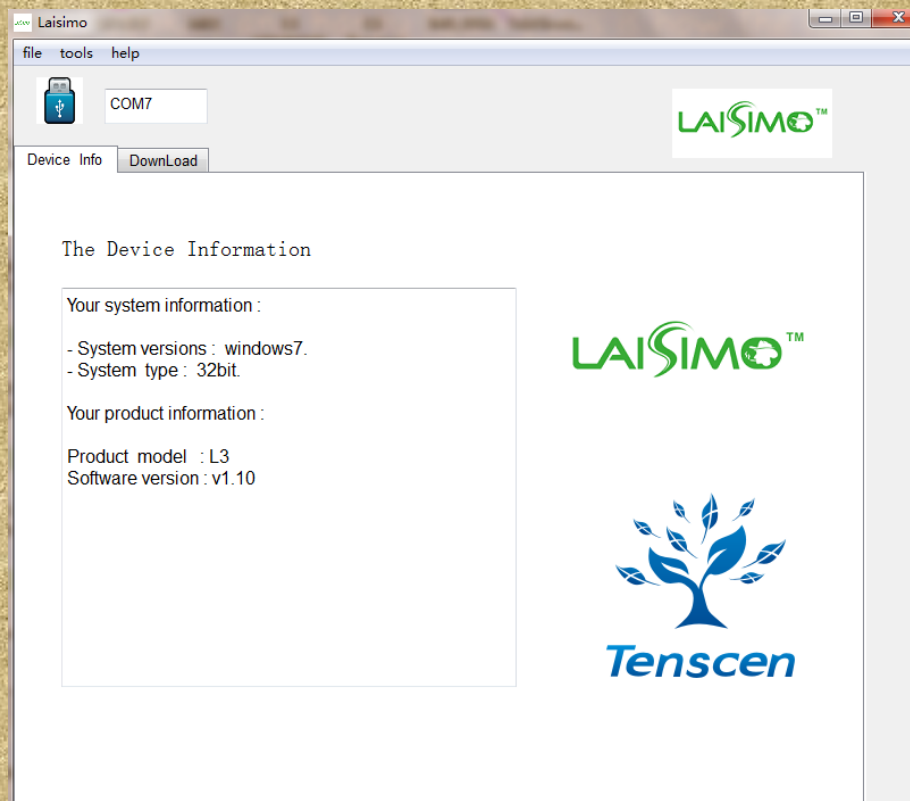 Laisimo
file tools help
COM7
LAISIMO™
Device Info DownLoad
The Device Information
Your system information :
- System versions : windows7.
- System type : 32bit.
Your product information :
Product model : L3
Software version : v1.10
LAISIMO™
Tenscen